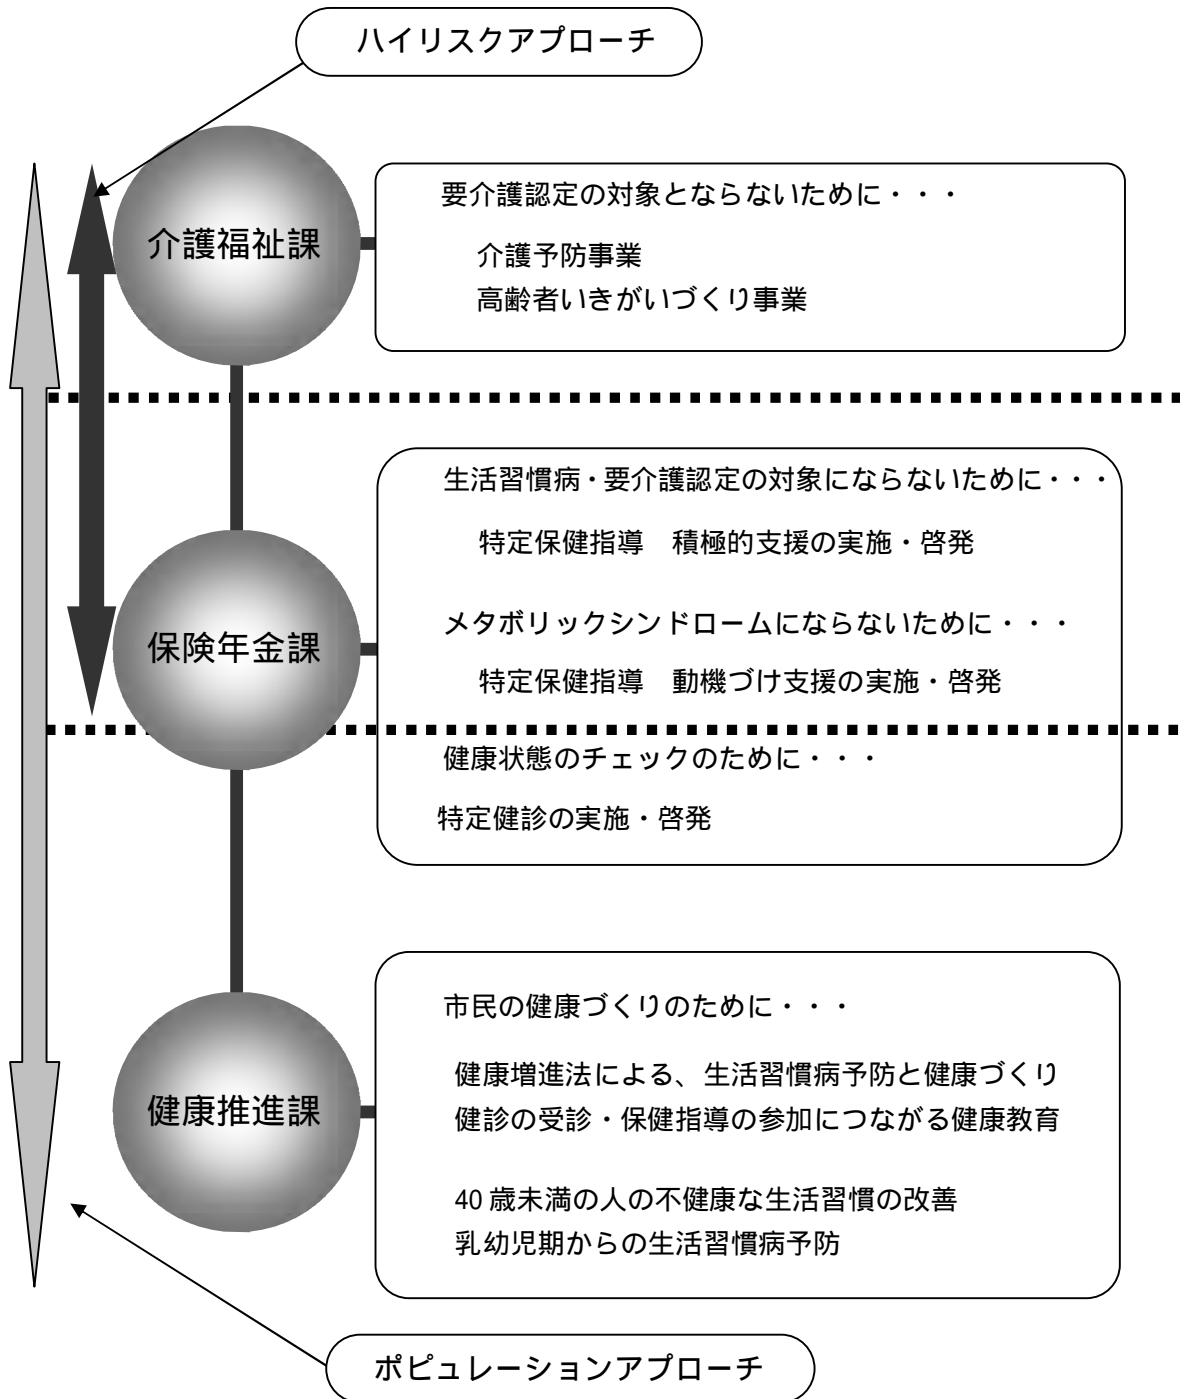 ハイリスクアプローチ
介護福祉課
要介護認定の対象とならないために・・・
介護予防事業
高齢者いきがいづくり事業
保険年金課
生活習慣病・要介護認定の対象にならないために・・・
特定保健指導　積極的支援の実施・啓発
メタボリックシンドロームにならないために・・・
特定保健指導　動機づけ支援の実施・啓発
健康状態のチェックのために・・・
特定健診の実施・啓発
健康推進課
市民の健康づくりのために・・・
健康増進法による、生活習慣病予防と健康づくり
健診の受診・保健指導の参加につながる健康教育
40 歳未満の人の不健康な生活習慣の改善
乳幼児期からの生活習慣病予防
ポピュレーションアプローチ